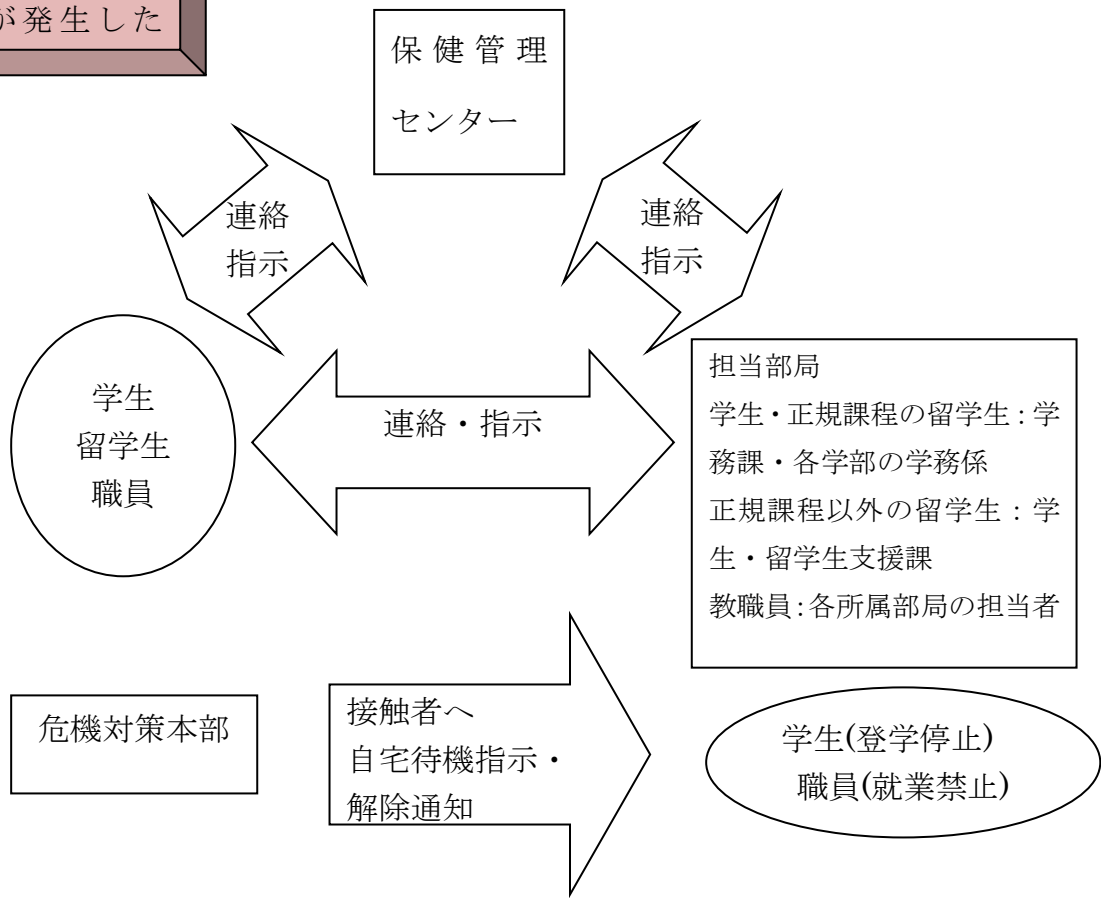 が発生した
保健管理
センター
連絡
指示
連絡
指示
学生
留学生
職員
連絡・指示
担当部局
学生・正規課程の留学生：学
務課・各学部の学務係
正規課程以外の留学生：学
生・留学生支援課
教職員：各所属部局の担当者
危機対策本部
接触者へ
自宅待機指示・
解除通知
学生(登学停止)
職員(就業禁止)